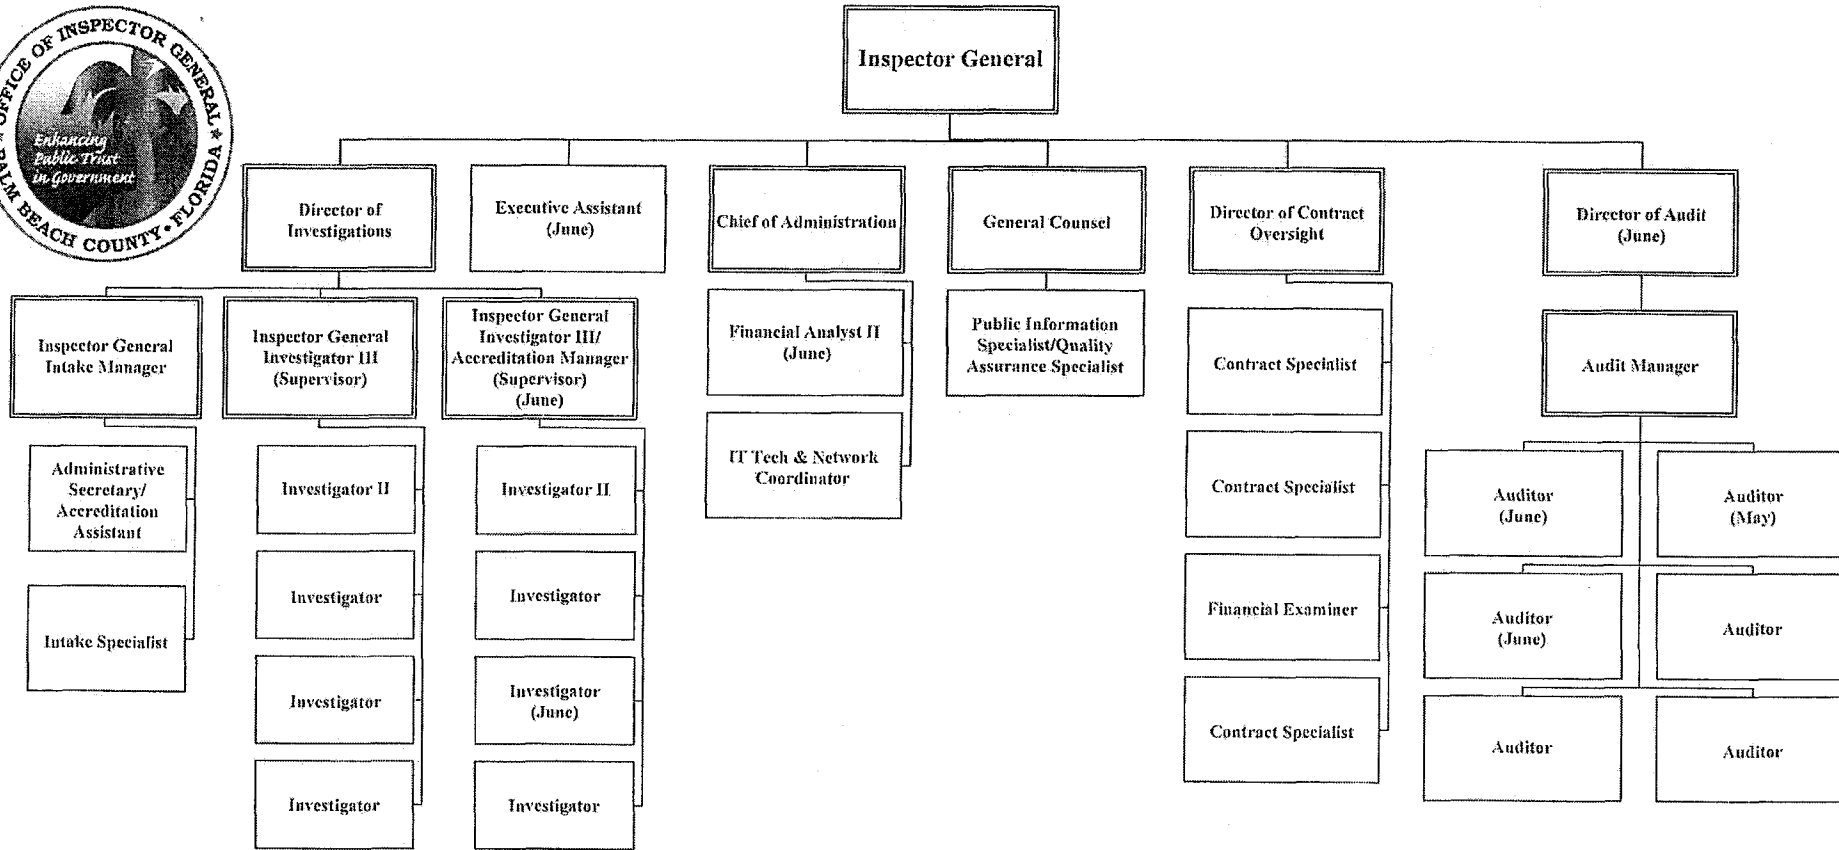 OFFICE OF INSPECTOR GENERAL
PALM BEACH COUNTY • FLORIDA
Enhancing
Public Trust
in Government
Inspector General
Director of
Investigations
Executive Assistant
(June)
Chief of Administration
General Counsel
Director of Contract
Oversight
Director of Audit
(June)
Inspector General
Intake Manager
Inspector General
Investigator III
(Supervisor)
Inspector General
Investigator III/
Accreditation Manager
(Supervisor)
(June)
Financial Analyst II
(June)
Public Information
Specialist/Quality
Assurance Specialist
Contract Specialist
Audit Manager
Administrative
Secretary/
Accreditation
Assistant
Investigator II
Investigator II
IT Tech & Network
Coordinator
Contract Specialist
Auditor
(June)
Auditor
(May)
Intake Specialist
Investigator
Investigator
Financial Examiner
Auditor
(June)
Auditor
Investigator
Investigator
(June)
Contract Specialist
Auditor
Auditor
Investigator
Investigator